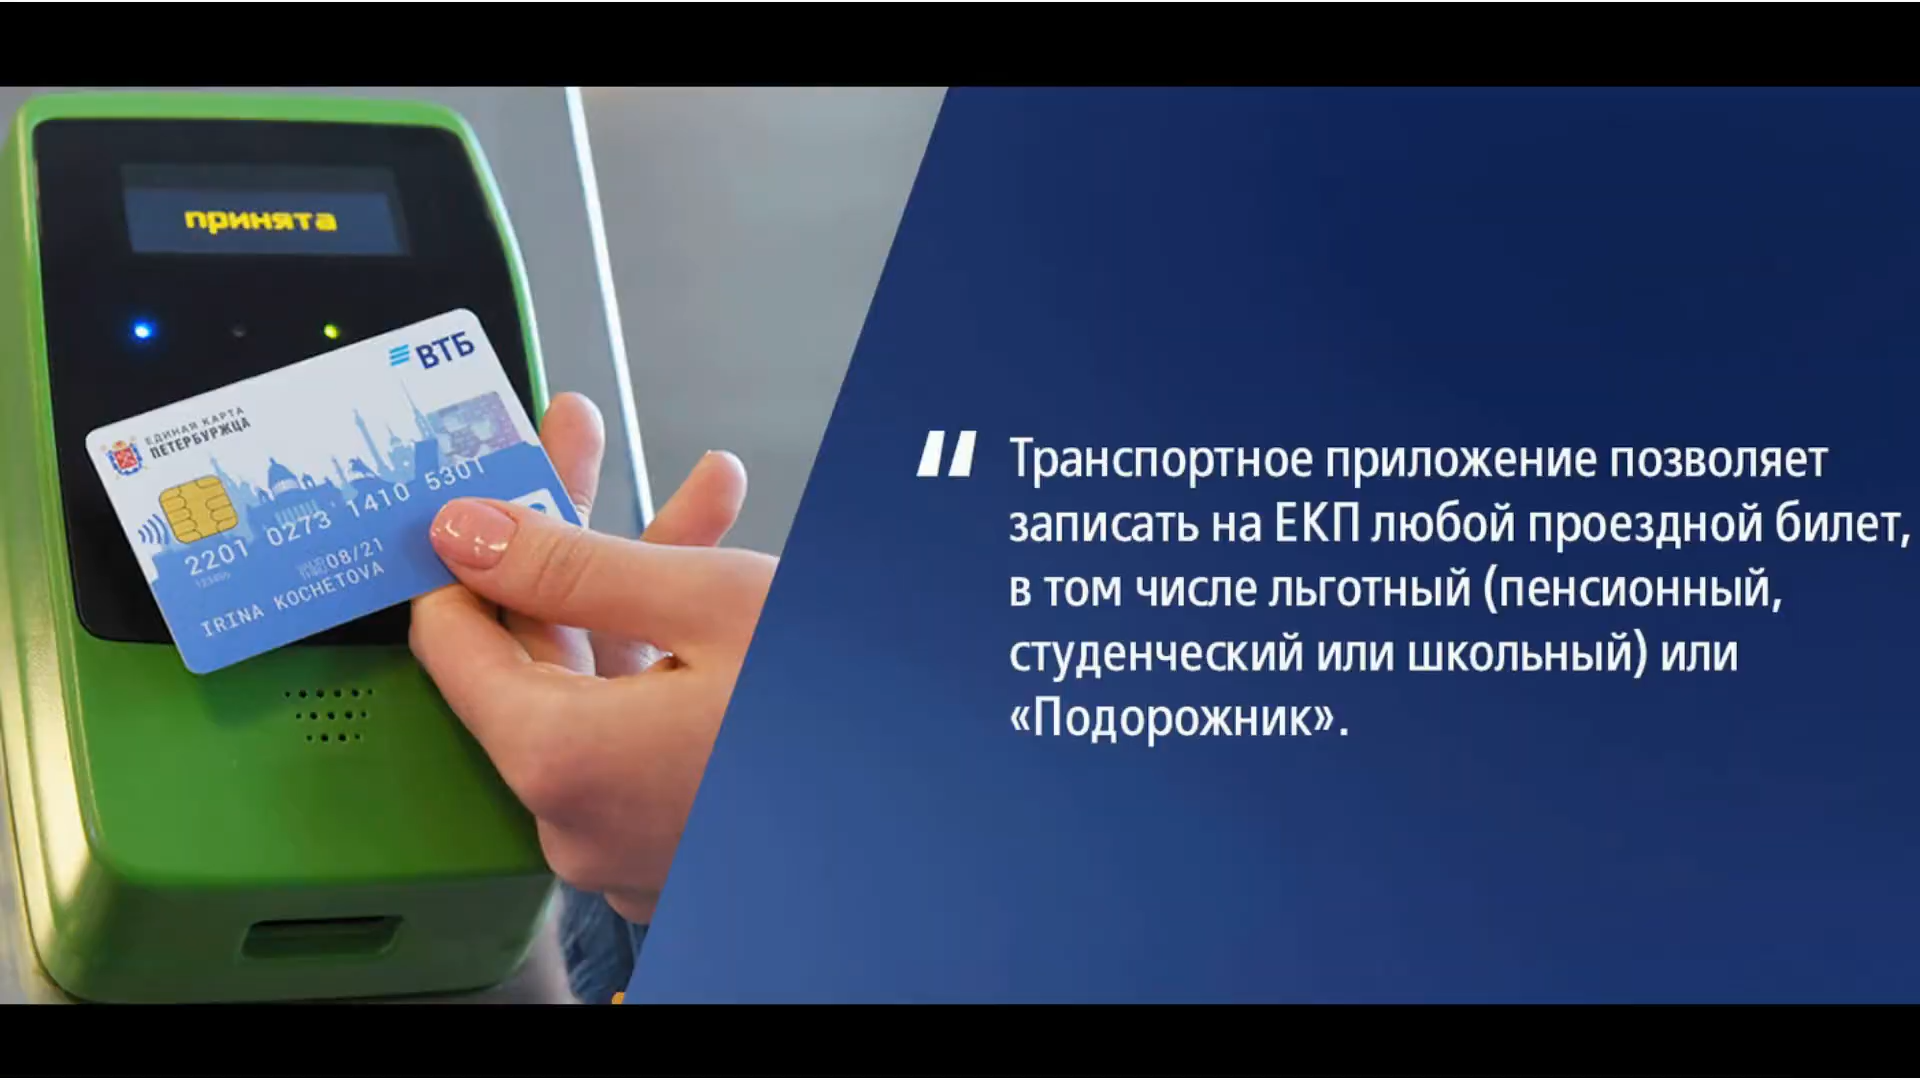 принята
ВТБ
ЕДИНАЯ КАРТА
ПЕТЕРБУРЖЦА
2201 0273 1410 5301
08/21
IRINA KOCHETOVA
Транспортное приложение позволяет
записать на ЕКП любой проездной билет,
в том числе льготный (пенсионный,
студенческий или школьный) или
«Подорожник».